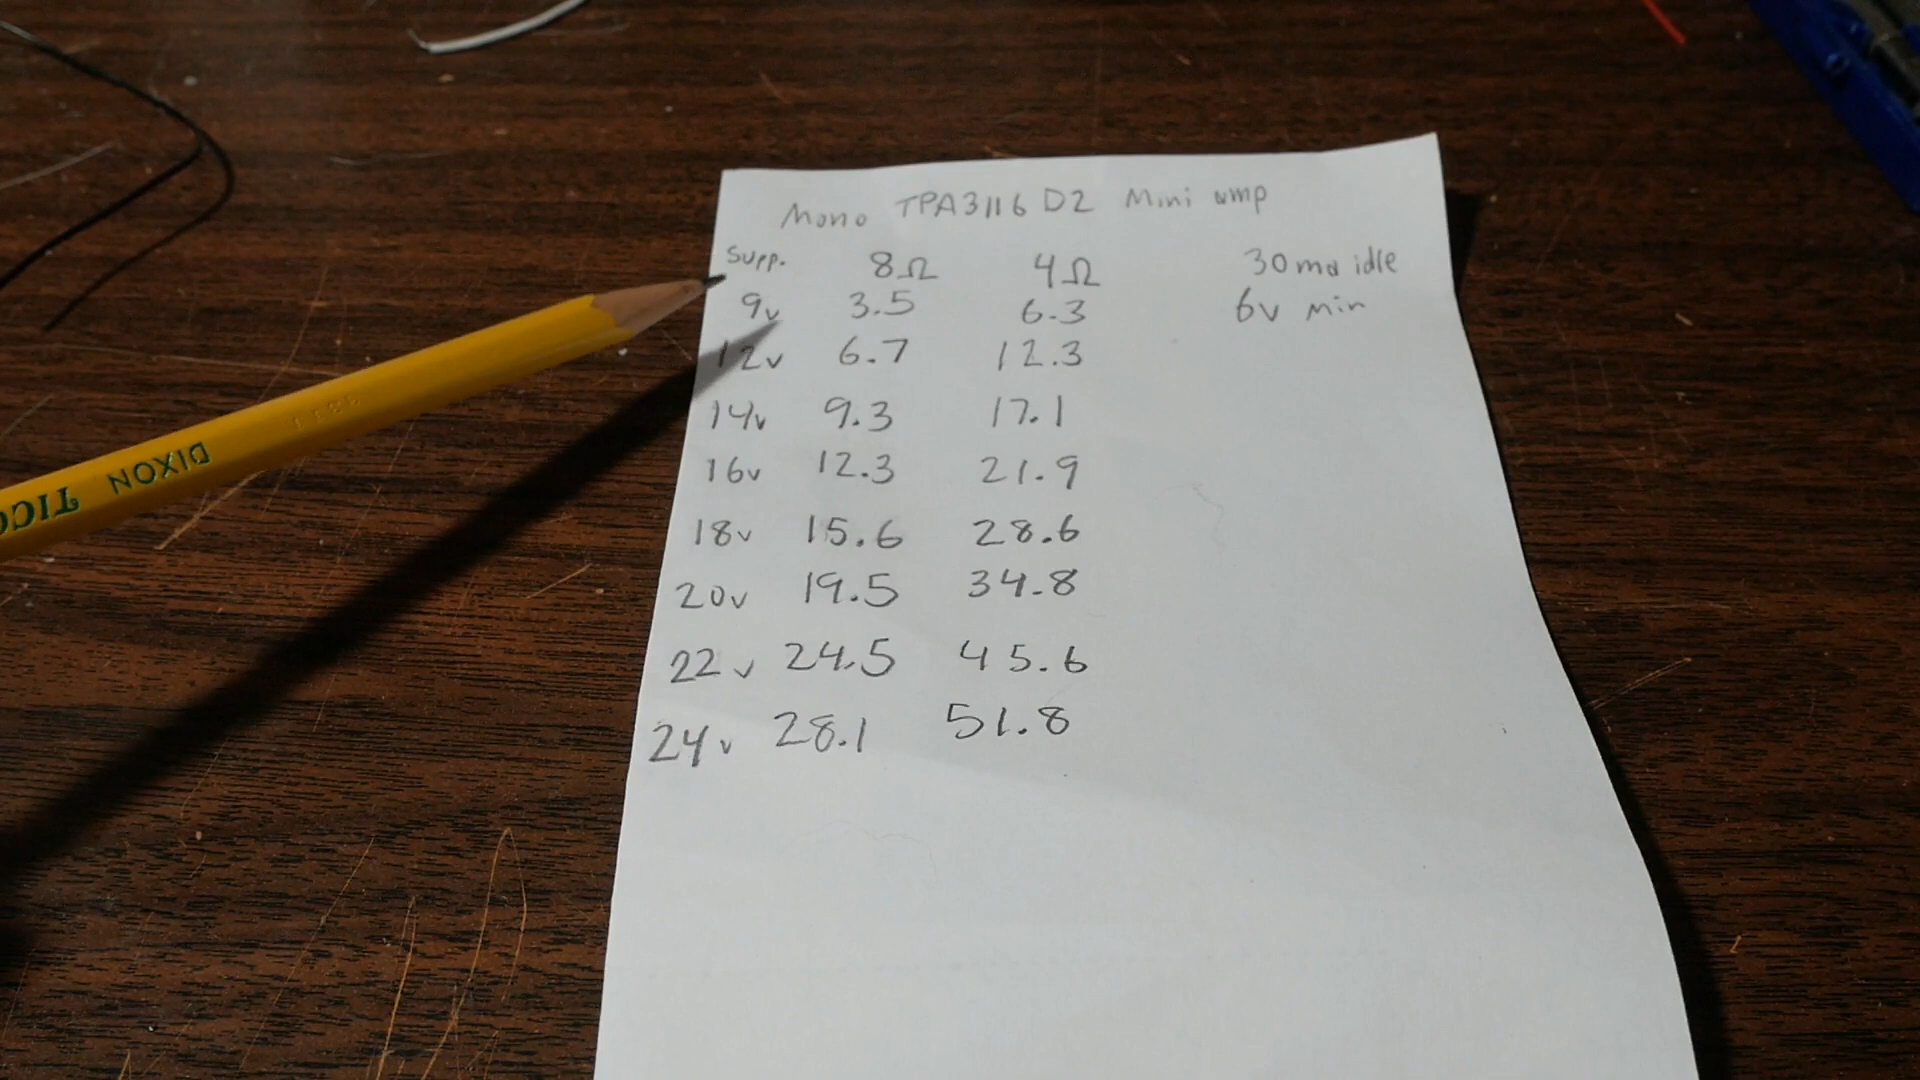 Mono TPA3116D2 Mini amp
Supp. 8Ω 4Ω 30ma idle
9v 3.5 6.3 6v min
12v 6.7 12.3
14v 9.3 17.1
16v 12.3 21.9
18v 15.6 28.6
20v 19.5 34.8
22v 24.5 45.6
24v 28.1 51.8
DIXON TICO